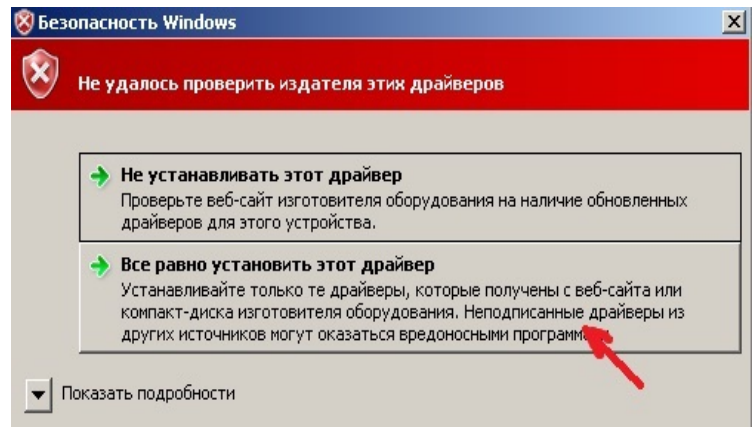 Безопасность Windows
Не удалось проверить издателя этих драйверов
Не устанавливать этот драйвер
Проверьте веб-сайт изготовителя оборудования на наличие обновленных
драйверов для этого устройства.
Все равно установить этот драйвер
Устанавливайте только те драйверы, которые получены с веб-сайта или
компакт-диска изготовителя оборудования. Неподписанные драйверы из
других источников могут оказаться вредоносными
Показать подробности